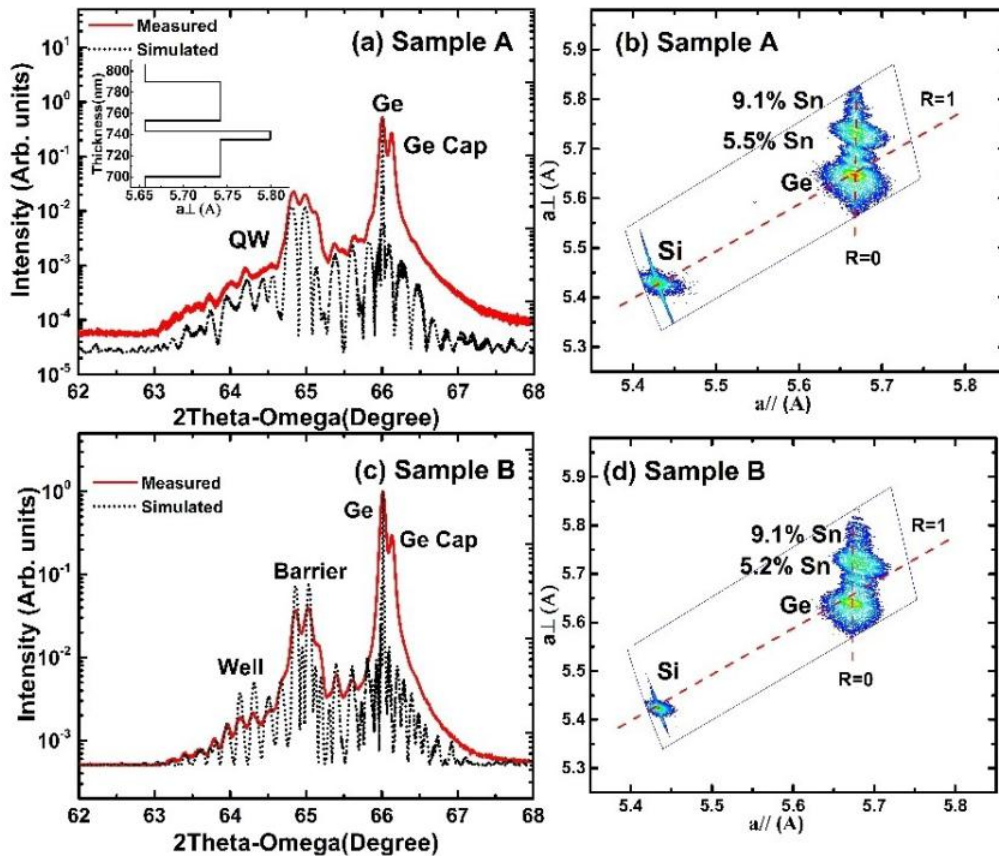 (a) Sample A
Measured
Simulated
Intensity (Arb. units)
10^1
10^0
10^-1
10^-2
10^-3
10^-4
10^-5
Thickness(nm)
800
760
740
720
700
5.65 5.70 5.75 5.80
a⊥ (A)
QW
Ge
Ge Cap
62 63 64 65 66 67 68
2Theta-Omega(Degree)
(b) Sample A
a⊥ (A)
5.9
5.8
5.7
5.6
5.5
5.4
5.3
9.1% Sn
5.5% Sn
Ge
Si
R=1
R=0
5.4 5.5 5.6 5.7 5.8
a// (A)
(c) Sample B
Measured
Simulated
Intensity (Arb. units)
10^0
10^-1
10^-2
10^-3
Ge
Ge Cap
Barrier
Well
62 63 64 65 66 67 68
2Theta-Omega(Degree)
(d) Sample B
a⊥ (A)
5.9
5.8
5.7
5.6
5.5
5.4
5.3
9.1% Sn
5.2% Sn
Ge
Si
R=1
R=0
5.4 5.5 5.6 5.7 5.8
a// (A)